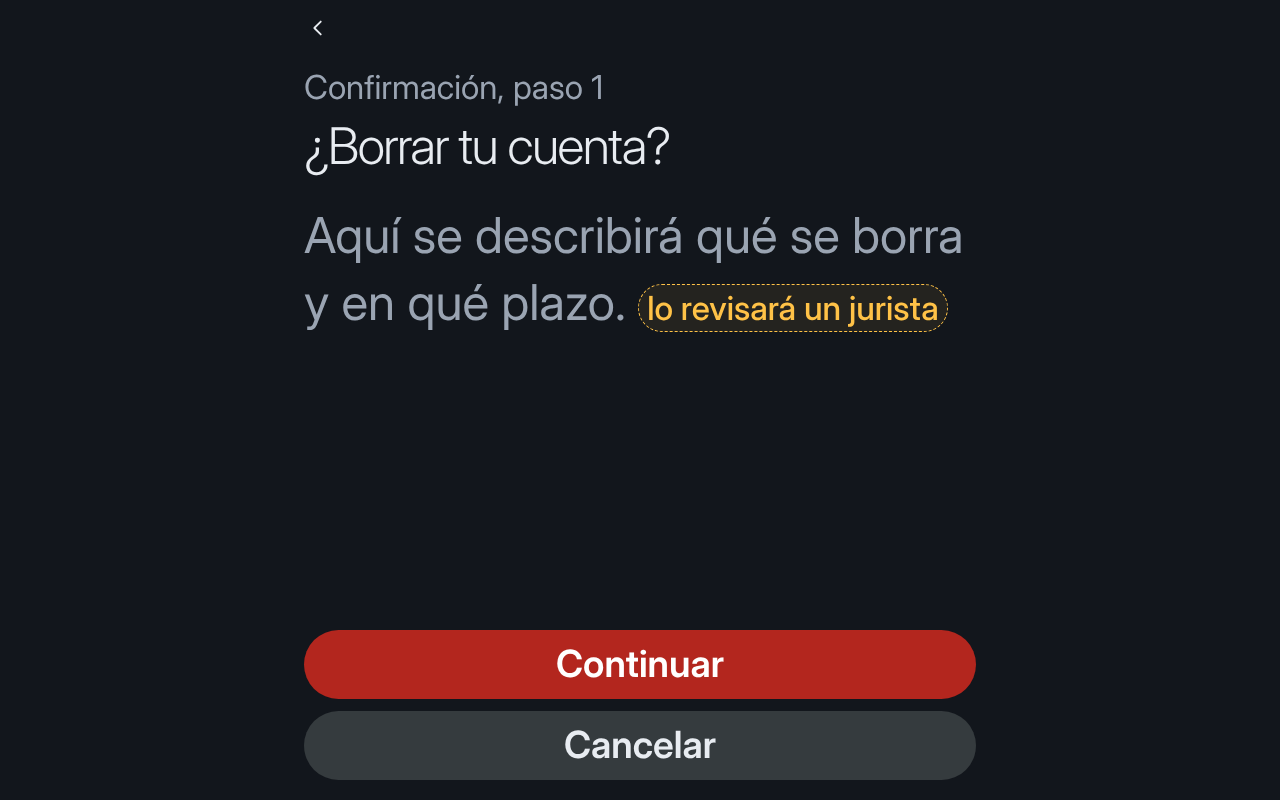 Confirmación, paso 1
¿Borrar tu cuenta?
Aquí se describirá qué se borra
y en qué plazo. lo revisará un jurista
Continuar
Cancelar